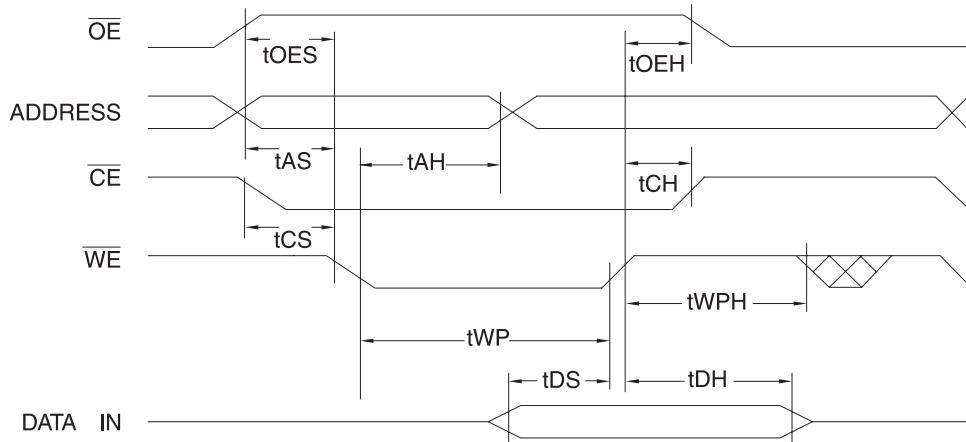 OE
tOES
tOEH
ADDRESS
tAS
tAH
tCH
CE
tCS
WE
tWPH
tWP
tDS
tDH
DATA IN